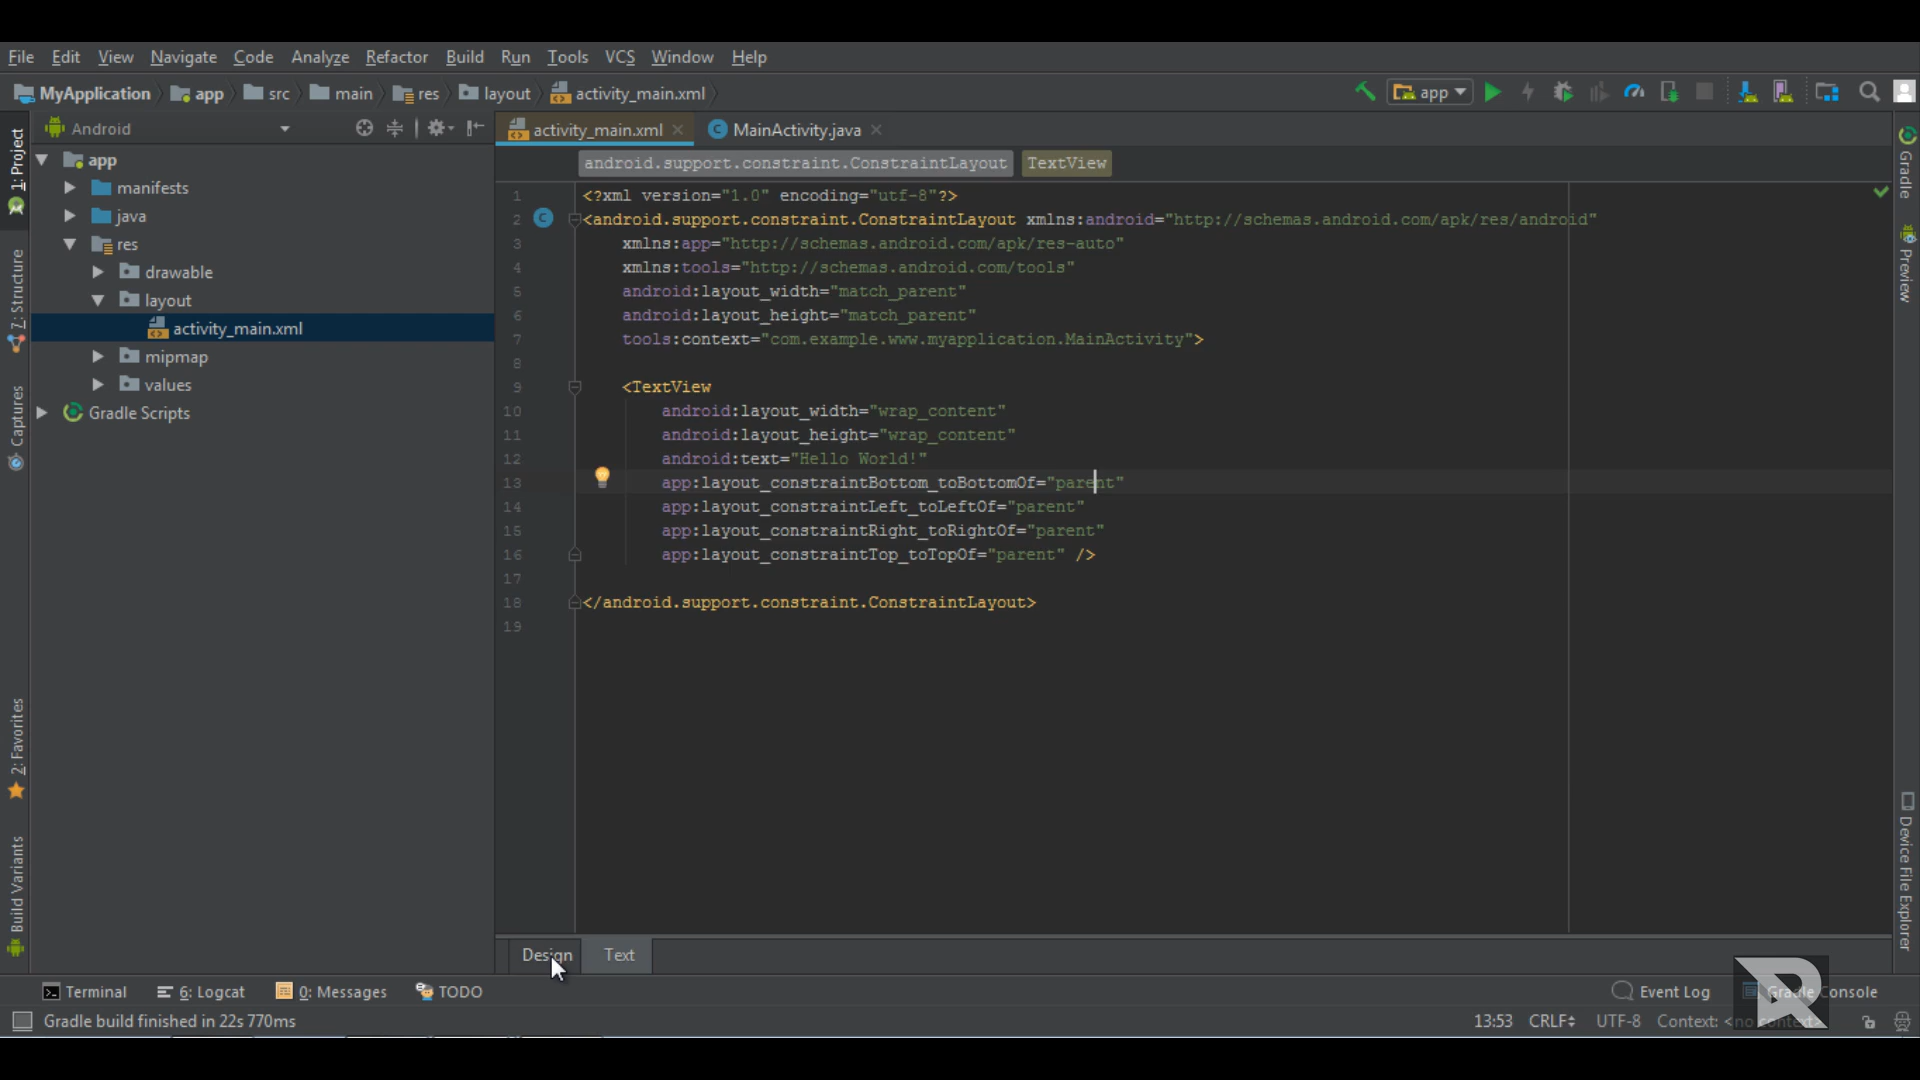 File Edit View Navigate Code Analyze Refactor Build Run Tools VCS Window Help
MyApplication app src main res layout activity_main.xml app
Android
activity_main.xml MainActivity.java
android.support.constraint.ConstraintLayout TextView
app
manifests
java
res
drawable
layout
activity_main.xml
mipmap
values
Gradle Scripts
1: Project
7: Structure
Captures
2: Favorites
Build Variants
1 <?xml version="1.0" encoding="utf-8"?>
2 <android.support.constraint.ConstraintLayout xmlns:android="http://schemas.android.com/apk/res/android"
3 xmlns:app="http://schemas.android.com/apk/res-auto"
4 xmlns:tools="http://schemas.android.com/tools"
5 android:layout_width="match_parent"
6 android:layout_height="match_parent"
7 tools:context="com.example.www.myapplication.MainActivity">
8
9 <TextView
10 android:layout_width="wrap_content"
11 android:layout_height="wrap_content"
12 android:text="Hello World!"
13 app:layout_constraintBottom_toBottomOf="parent"
14 app:layout_constraintLeft_toLeftOf="parent"
15 app:layout_constraintRight_toRightOf="parent"
16 app:layout_constraintTop_toTopOf="parent" />
17
18 </android.support.constraint.ConstraintLayout>
19
Gradle
Preview
Device File Explorer
Design Text
Terminal 6: Logcat 0: Messages TODO Event Log Gradle Console
Gradle build finished in 22s 770ms 13:53 CRLF UTF-8 Context: <no context>